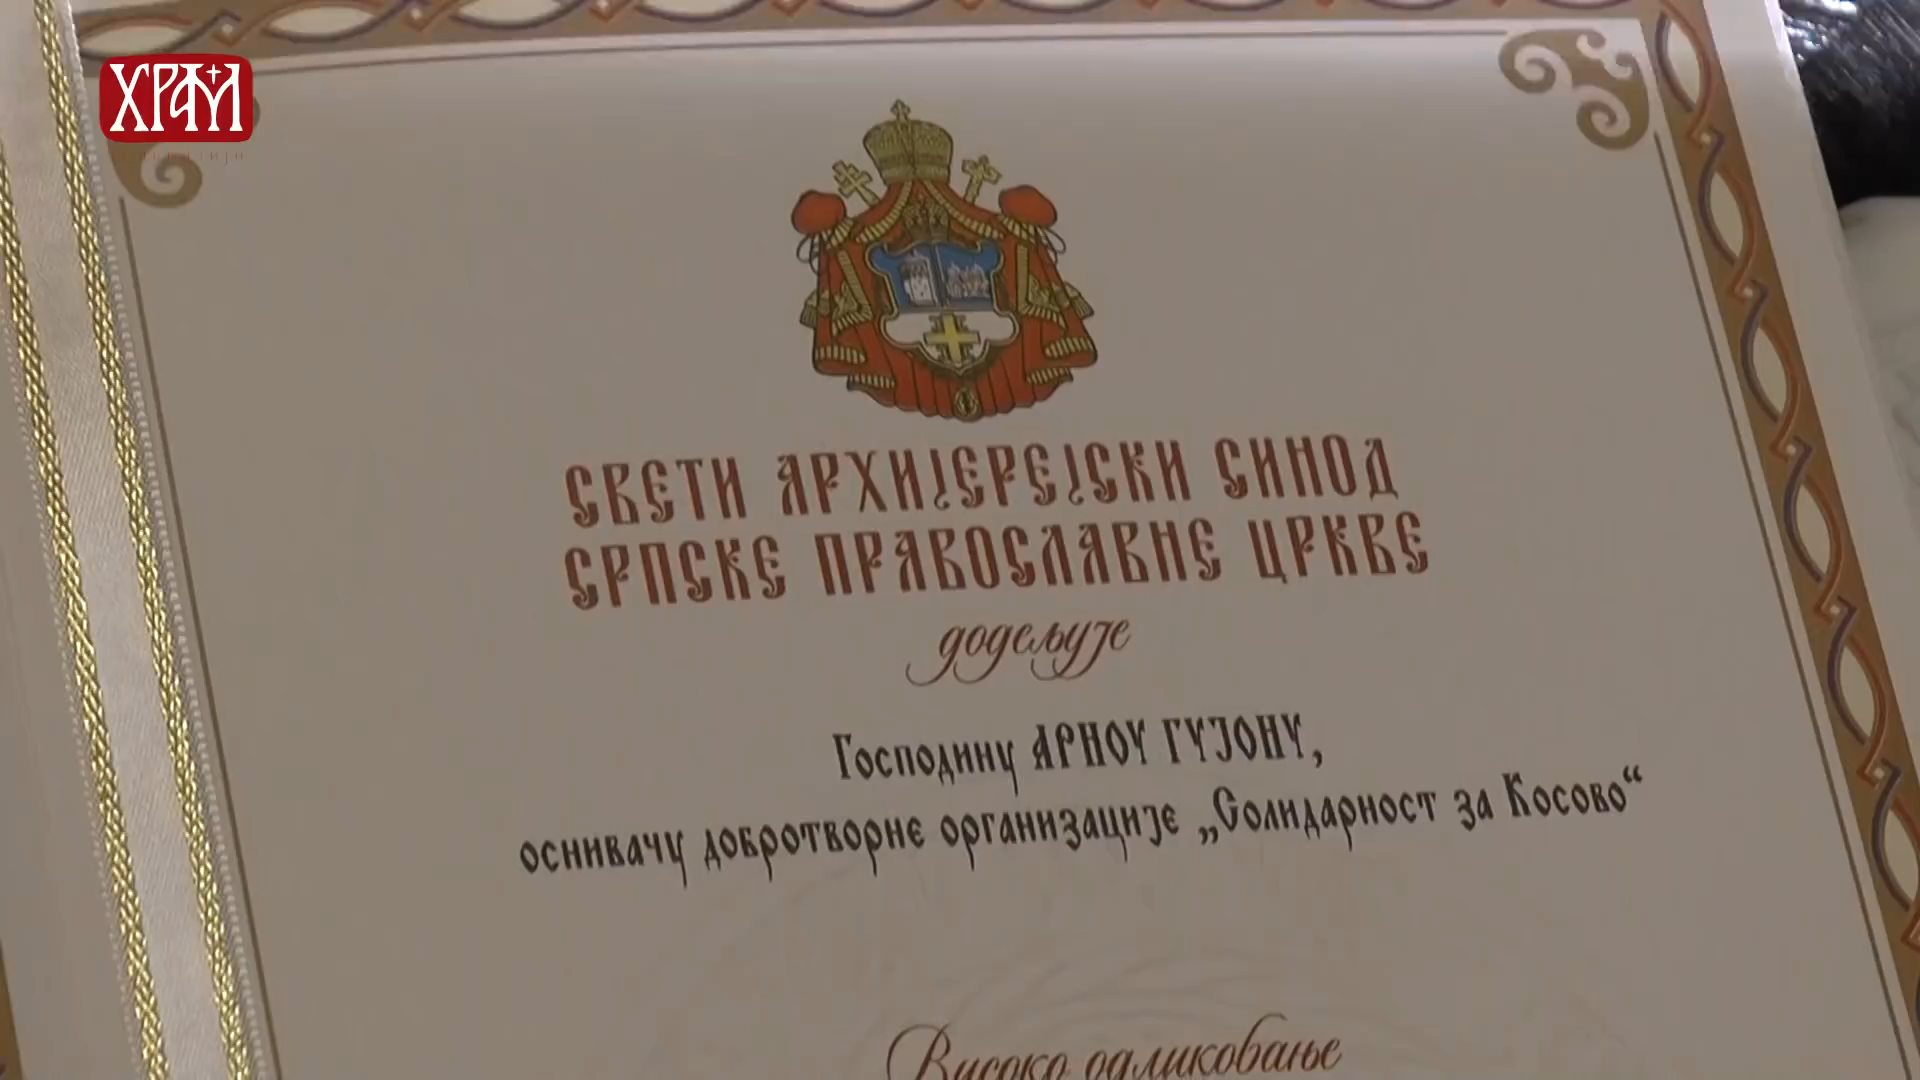 ХРАМ
СВЕТИ АРХИЈЕРЕЈСКИ СИНОД
СРПСКЕ ПРАВОСЛАВНЕ ЦРКВЕ
додељује
Господину АРНОУ ГУЈОНУ,
оснивачу добротворне организације „Солидарност за Косово“
Високо одликовање